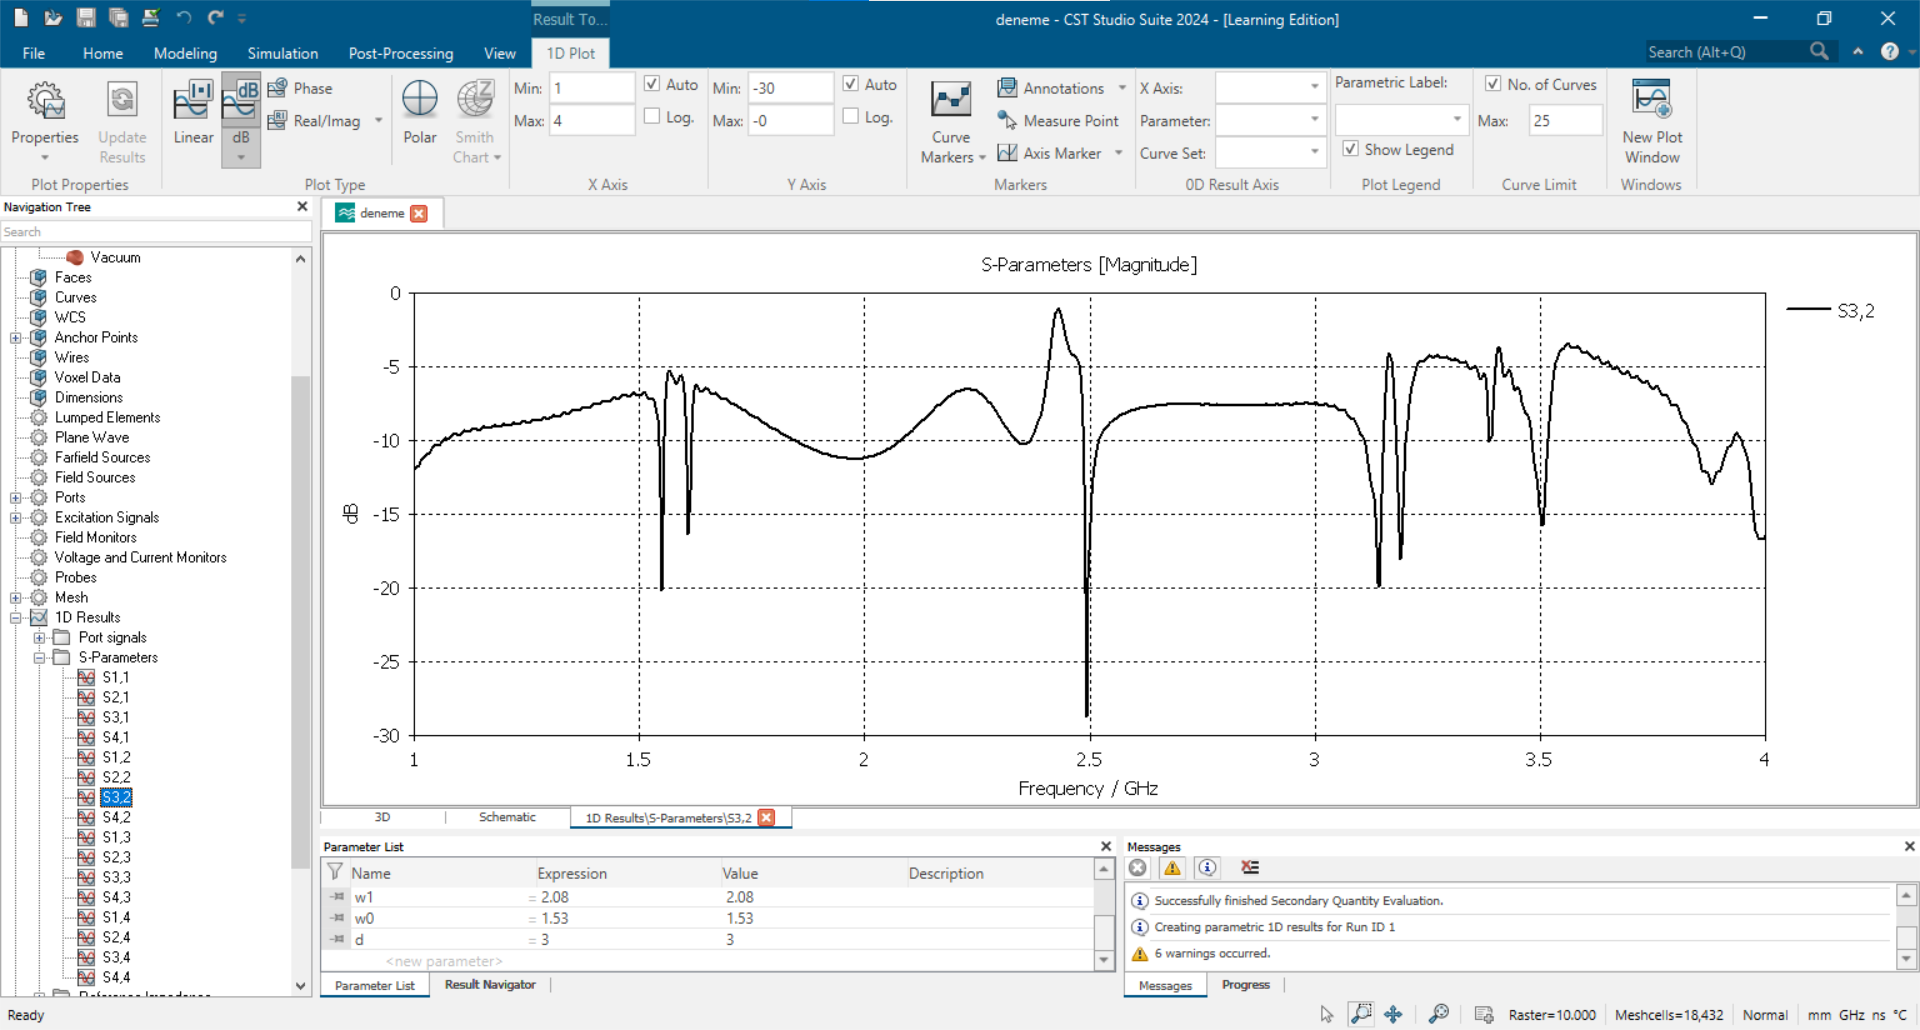 Result To...
deneme - CST Studio Suite 2024 - [Learning Edition]
File Home Modeling Simulation Post-Processing View 1D Plot
Search (Alt+Q)
Properties
Update Results
Plot Properties
Linear
dB
Phase
Real/Imag
Polar
Smith Chart
Plot Type
Min: 1 Auto
Max: 4 Log.
X Axis
Min: -30 Auto
Max: -0 Log.
Y Axis
Curve Markers
Annotations
Measure Point
Axis Marker
Markers
X Axis:
Parameter:
Curve Set:
0D Result Axis
Parametric Label:
Show Legend
Plot Legend
No. of Curves
Max: 25
Curve Limit
New Plot Window
Windows
Navigation Tree
Search
Vacuum
Faces
Curves
WCS
Anchor Points
Wires
Voxel Data
Dimensions
Lumped Elements
Plane Wave
Farfield Sources
Field Sources
Ports
Excitation Signals
Field Monitors
Voltage and Current Monitors
Probes
Mesh
1D Results
Port signals
S-Parameters
S1,1
S2,1
S3,1
S4,1
S1,2
S2,2
S3,2
S4,2
S1,3
S2,3
S3,3
S4,3
S1,4
S2,4
S3,4
S4,4
deneme
S-Parameters [Magnitude]
S3,2
0
-5
-10
-15
-20
-25
-30
dB
1 1.5 2 2.5 3 3.5 4
Frequency / GHz
3D Schematic 1D Results\S-Parameters\S3,2
Parameter List
Name Expression Value Description
w1 = 2.08 2.08
w0 = 1.53 1.53
d = 3 3
<new parameter>
Parameter List Result Navigator
Messages
Successfully finished Secondary Quantity Evaluation.
Creating parametric 1D results for Run ID 1
6 warnings occurred.
Messages Progress
Ready
Raster=10.000 Meshcells=18,432 Normal mm GHz ns °C